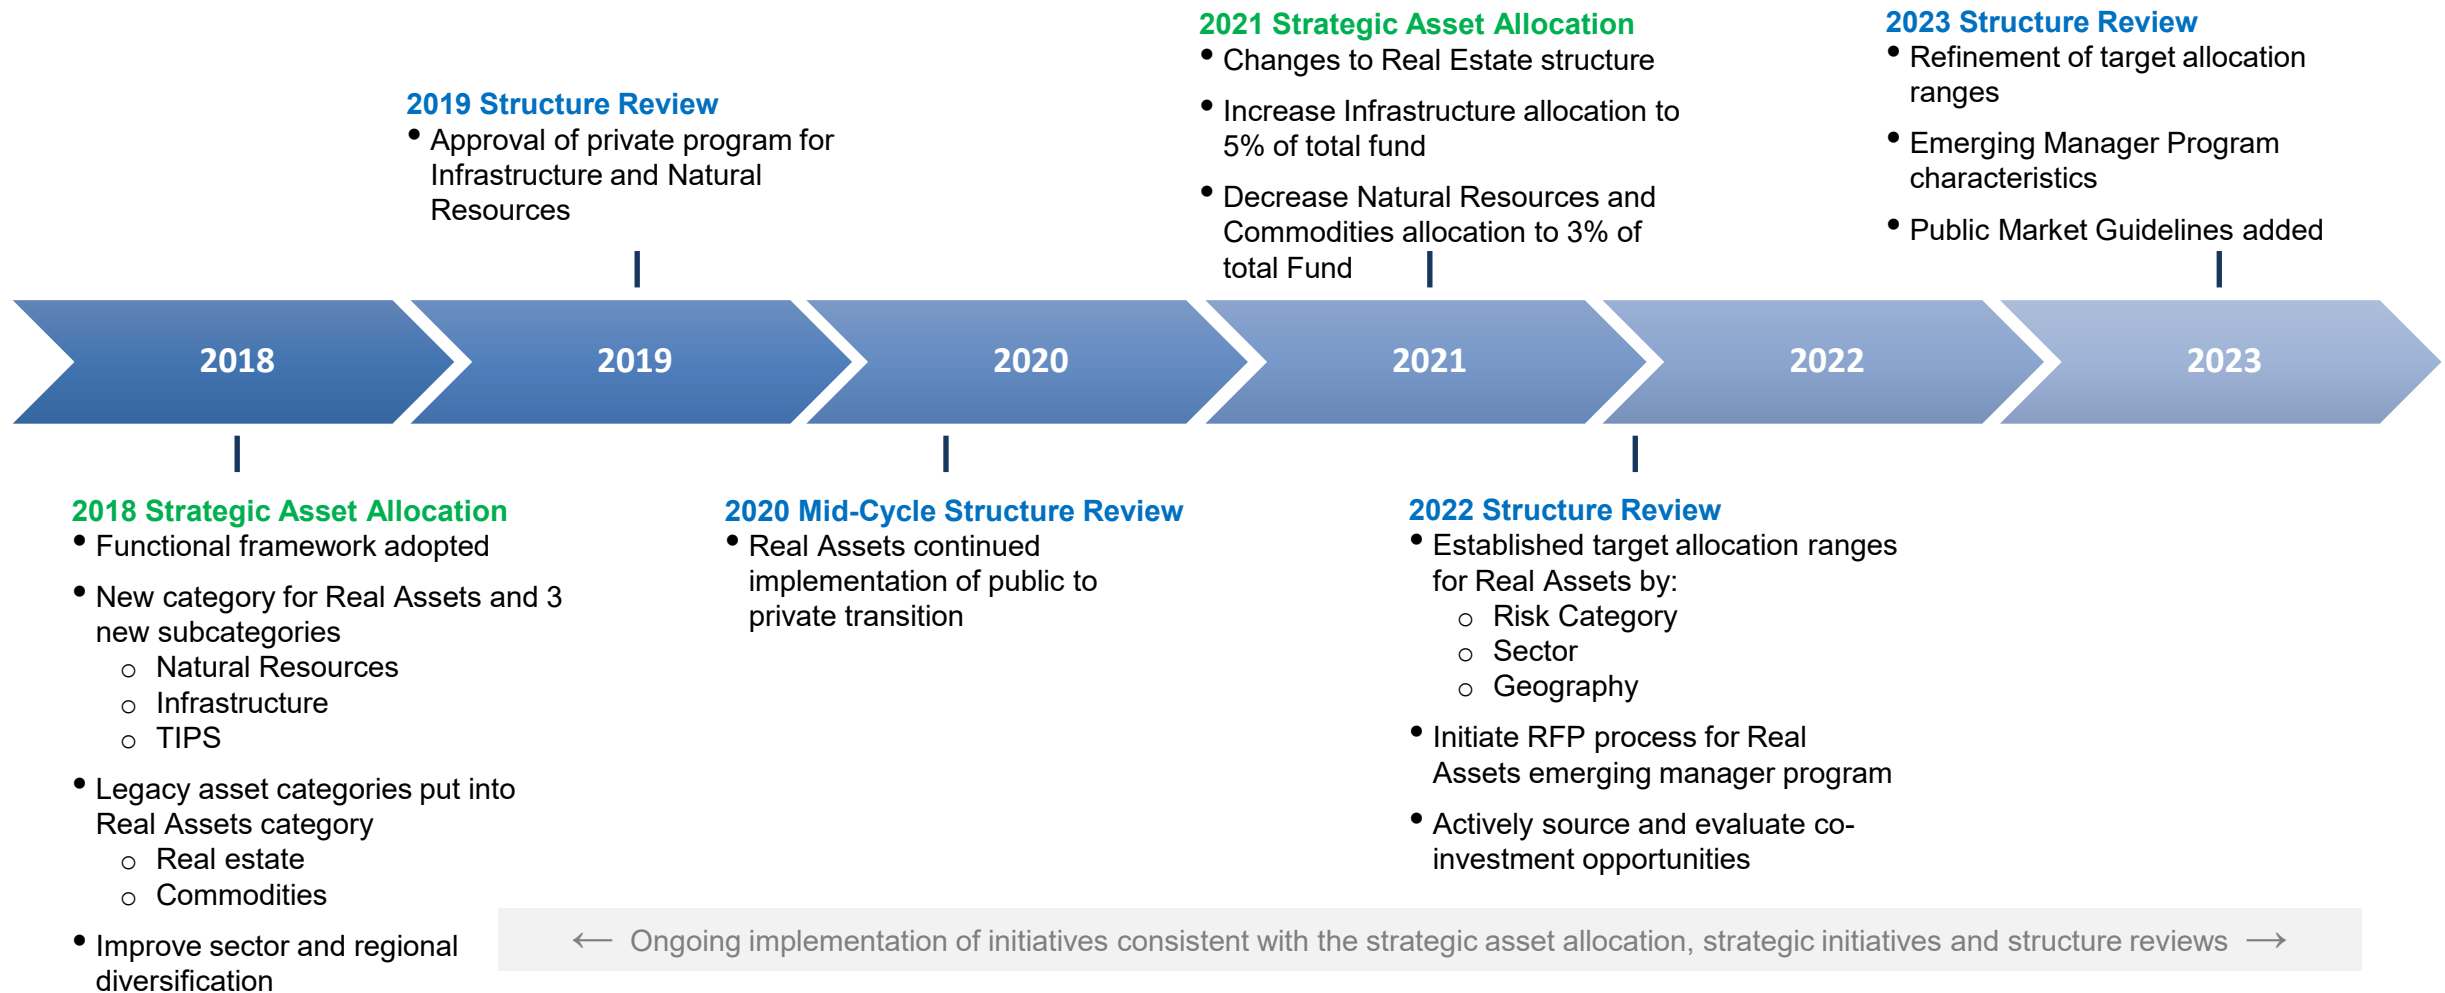 2019 Structure Review
• Approval of private program for
Infrastructure and Natural
Resources
2021 Strategic Asset Allocation
• Changes to Real Estate structure
• Increase Infrastructure allocation to
5% of total fund
• Decrease Natural Resources and
Commodities allocation to 3% of
total Fund
2023 Structure Review
• Refinement of target allocation
ranges
• Emerging Manager Program
characteristics
• Public Market Guidelines added
2018
2019
2020
2021
2022
2023
2018 Strategic Asset Allocation
• Functional framework adopted
• New category for Real Assets and 3
new subcategories
o Natural Resources
o Infrastructure
o TIPS
• Legacy asset categories put into
Real Assets category
o Real estate
o Commodities
• Improve sector and regional
diversification
2020 Mid-Cycle Structure Review
• Real Assets continued
implementation of public to
private transition
2022 Structure Review
• Established target allocation ranges
for Real Assets by:
o Risk Category
o Sector
o Geography
• Initiate RFP process for Real
Assets emerging manager program
• Actively source and evaluate co-
investment opportunities
← Ongoing implementation of initiatives consistent with the strategic asset allocation, strategic initiatives and structure reviews →